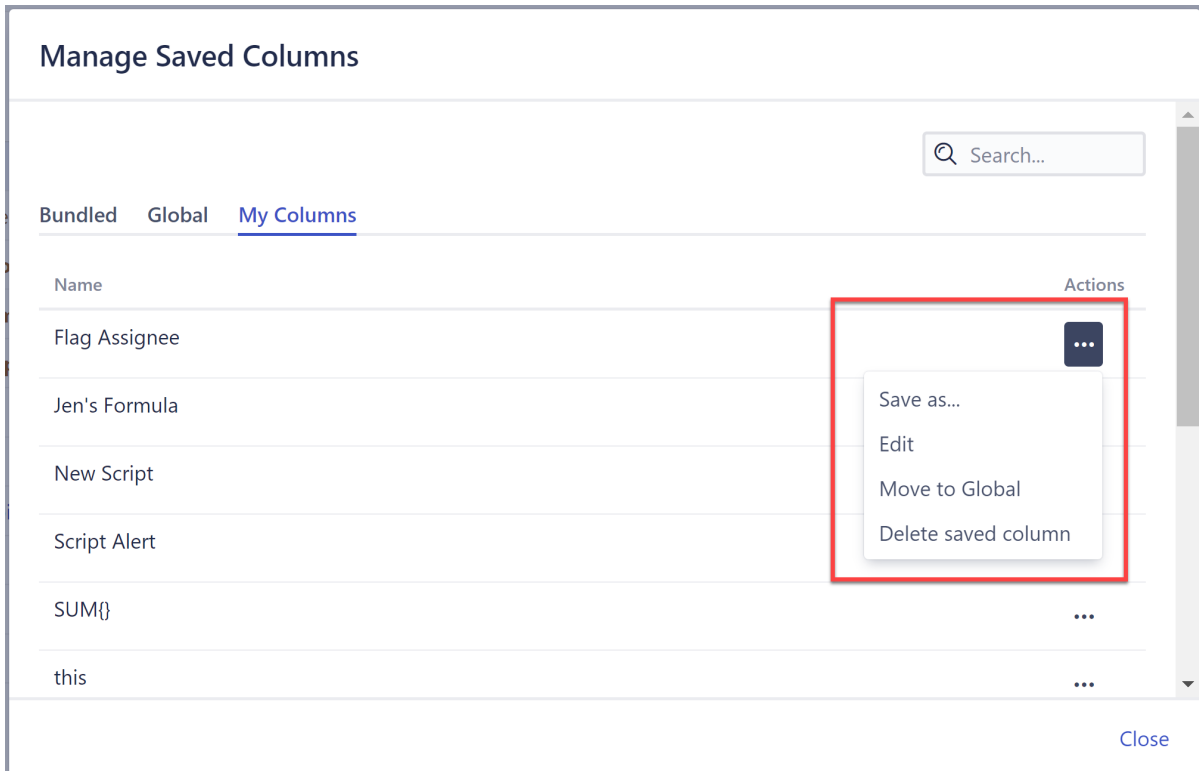 Manage Saved Columns
Search...
Bundled Global My Columns
Name Actions
Flag Assignee
...
Save as...
Jen's Formula
Edit
New Script
Move to Global
Script Alert
Delete saved column
SUM{}
...
this
...
Close